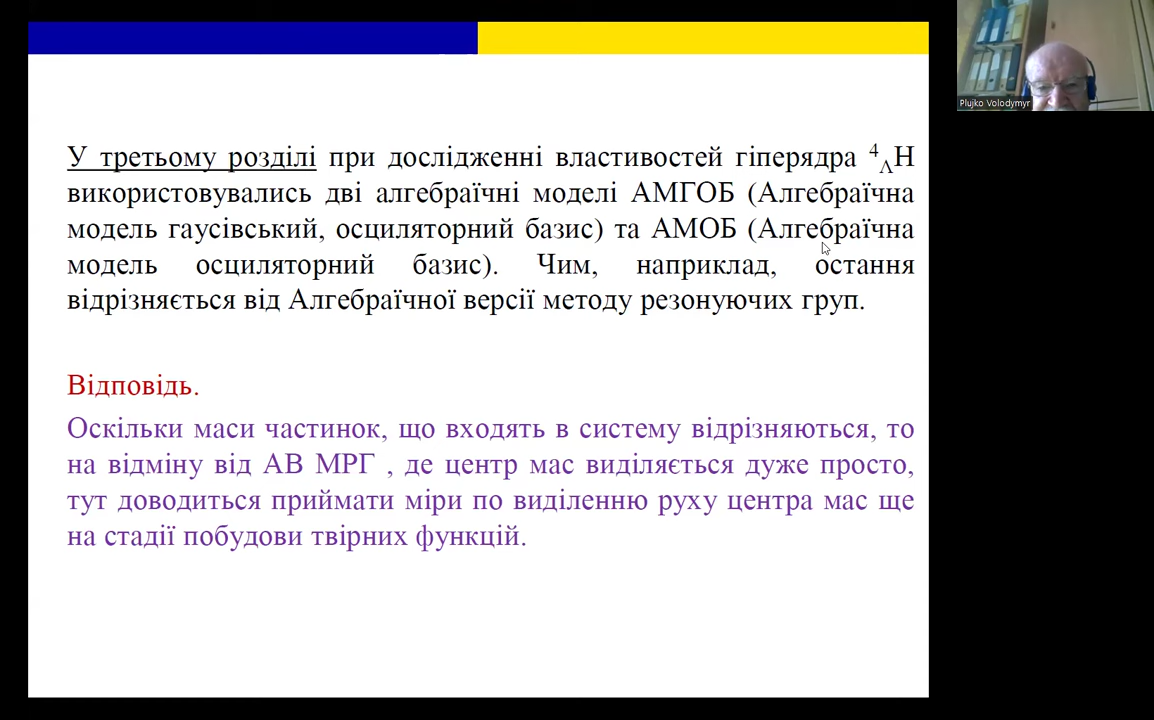 У третьому розділі при дослідженні властивостей гіперядра ⁴ΛH
використовувались дві алгебраїчні моделі АМГОБ (Алгебраїчна
модель гаусівський, осциляторний базис) та АМОБ (Алгебраїчна
модель осциляторний базис). Чим, наприклад, остання
відрізняється від Алгебраїчної версії методу резонуючих груп.
Відповідь.
Оскільки маси частинок, що входять в систему відрізняються, то
на відміну від АВ МРГ , де центр мас виділяється дуже просто,
тут доводиться приймати міри по виділенню руху центра мас ще
на стадії побудови твірних функцій.
Plujko Volodymyr